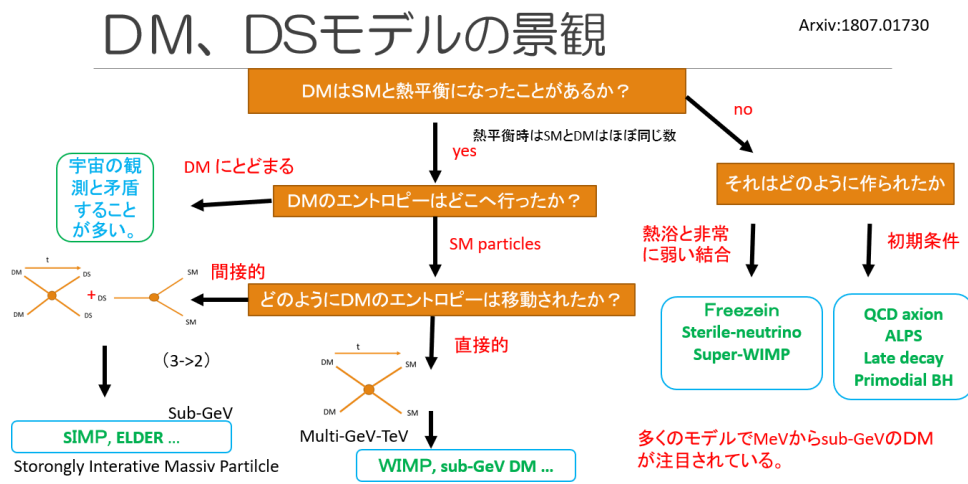 DM、DSモデルの景観
Arxiv:1807.01730
DMはSMと熱平衡になったことがあるか？
no
熱平衡時はSMとDMはほぼ同じ数
yes
DM にとどまる
宇宙の観
測と矛盾
すること
が多い。
DMのエントロピーはどこへ行ったか？
それはどのように作られたか
SM particles
熱浴と非常
に弱い結合
初期条件
間接的
t
DM
DS
DM
DS
+
DS
SM
SM
どのようにDMのエントロピーは移動されたか？
Freezein
Sterile-neutrino
Super-WIMP
QCD axion
ALPS
Late decay
Primodial BH
直接的
（3->2）
t
DM
SM
DM
SM
Sub-GeV
SIMP, ELDER ...
Storongly Interative Massiv Partilcle
Multi-GeV-TeV
WIMP, sub-GeV DM ...
多くのモデルでMeVからsub-GeVのDM
が注目されている。